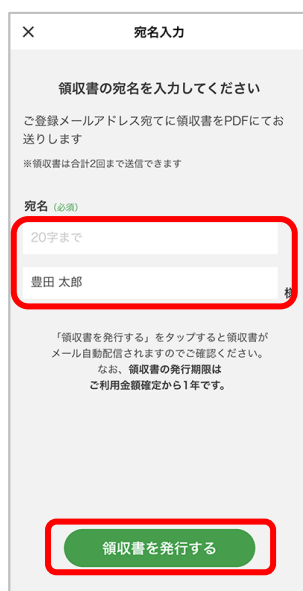 × 宛名入力
領収書の宛名を入力してください
ご登録メールアドレス宛てに領収書をPDFにてお
送りします
※領収書は合計2回まで送信できます
宛名 (必須)
20字まで
豊田 太郎
様
「領収書を発行する」をタップすると領収書が
メール自動配信されますのでご確認ください。
なお、領収書の発行期限は
ご利用金額確定から1年です。
領収書を発行する